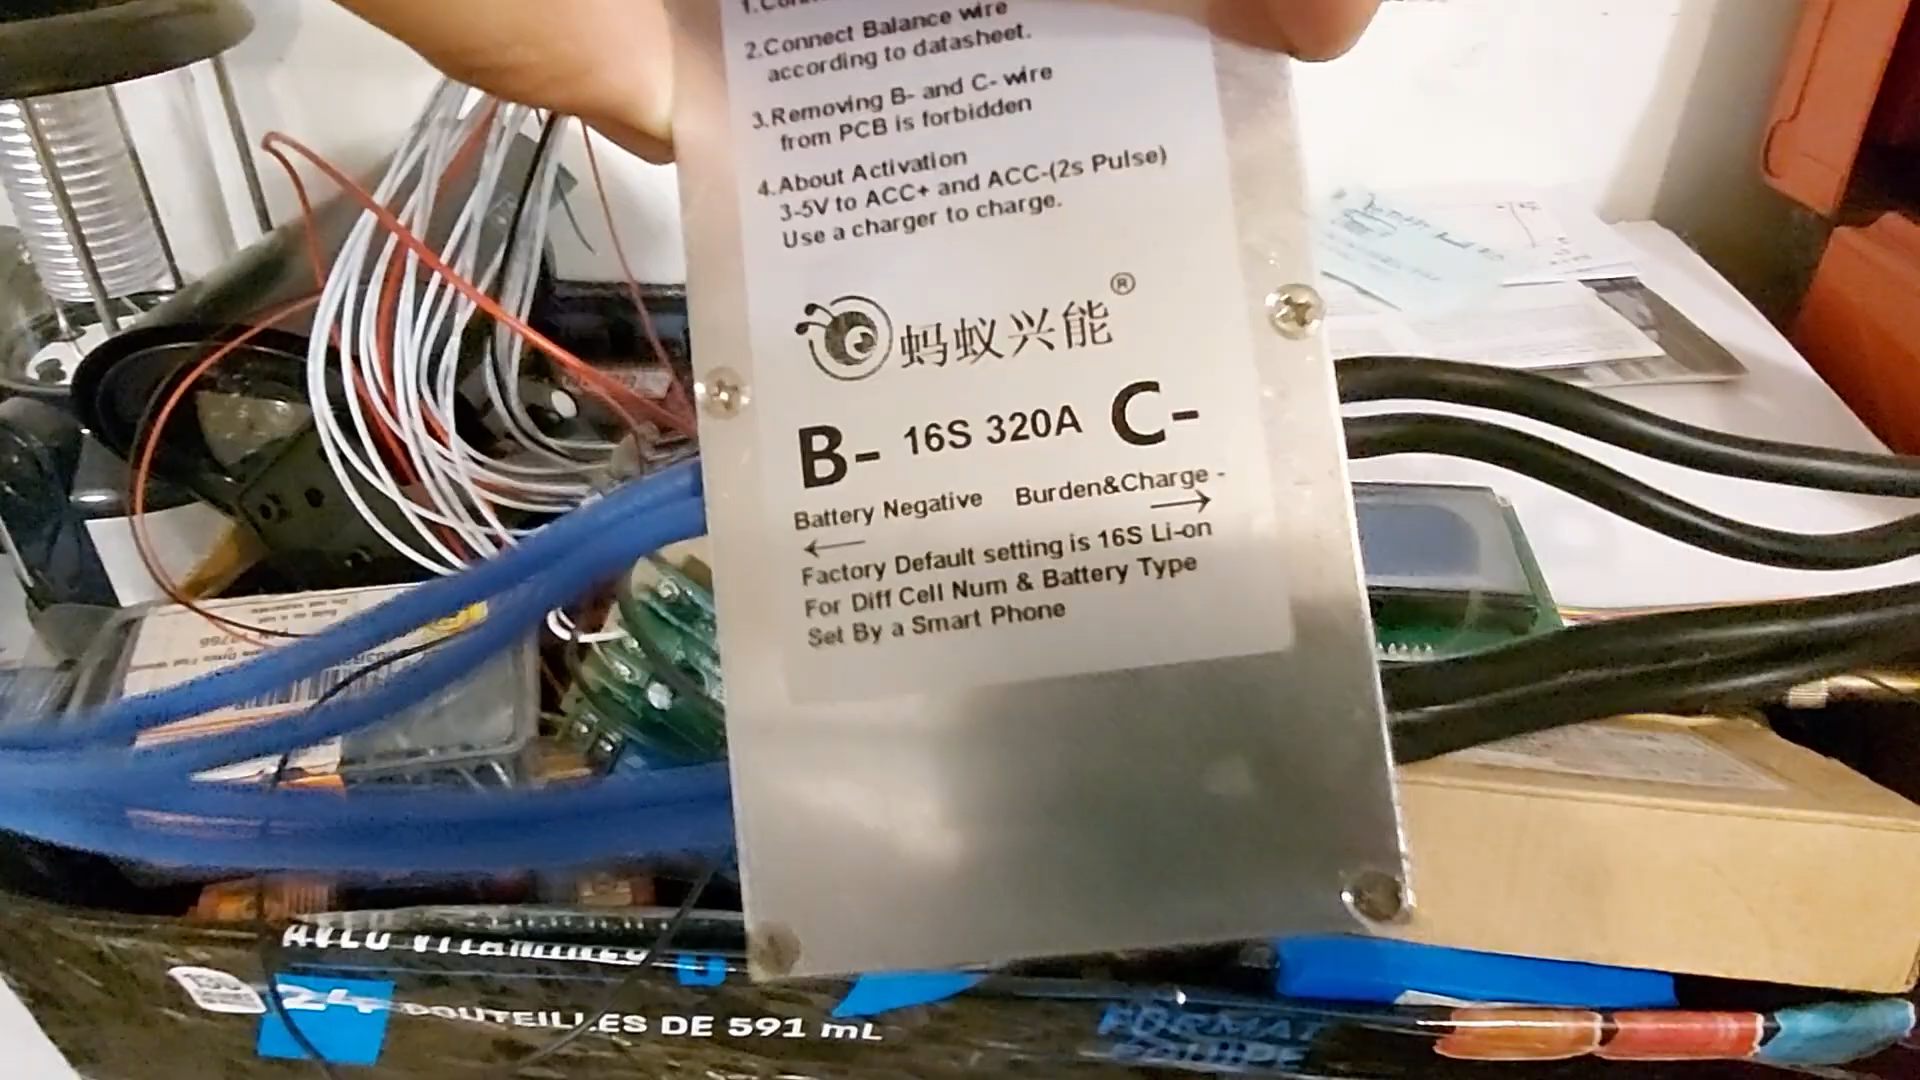 2.Connect Balance wire
according to datasheet.
3.Removing B- and C- wire
from PCB is forbidden
4.About Activation
3-5V to ACC+ and ACC-(2s Pulse)
Use a charger to charge.
蚂蚁兴能®
B- 16S 320A C-
Battery Negative Burden&Charge -
Factory Default setting is 16S Li-on
For Diff Cell Num & Battery Type
Set By a Smart Phone
24 BOUTEILLES DE 591 mL
FORMAT
ÉQUIPE